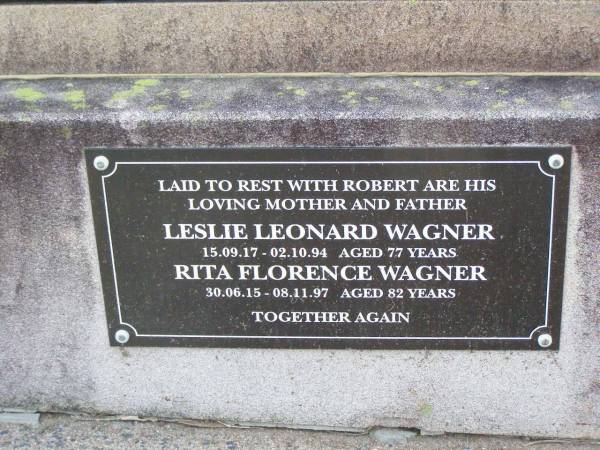 LAID TO REST WITH ROBERT ARE HIS
LOVING MOTHER AND FATHER
LESLIE LEONARD WAGNER
15.09.17 - 02.10.94 AGED 77 YEARS
RITA FLORENCE WAGNER
30.06.15 - 08.11.97 AGED 82 YEARS
TOGETHER AGAIN